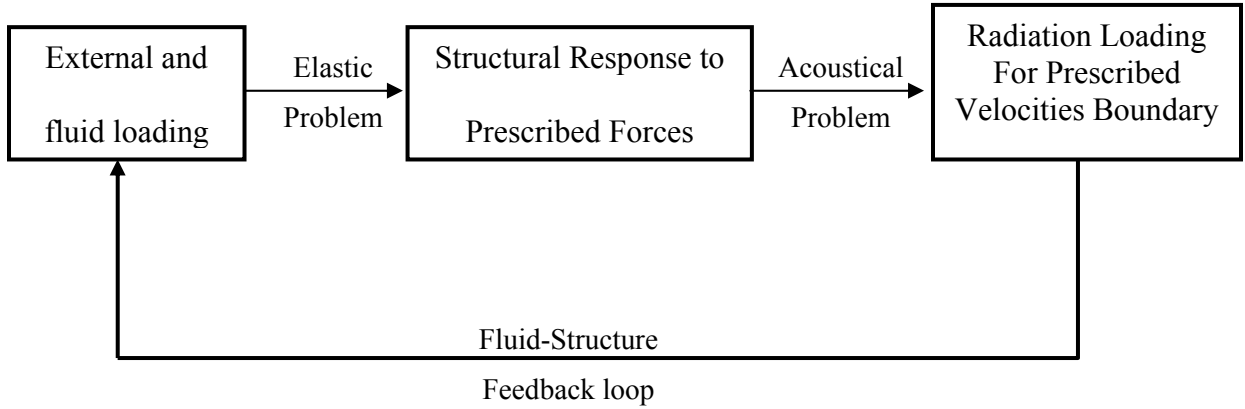 External and
fluid loading
Elastic
Problem
Structural Response to
Prescribed Forces
Acoustical
Problem
Radiation Loading
For Prescribed
Velocities Boundary
Fluid-Structure
Feedback loop